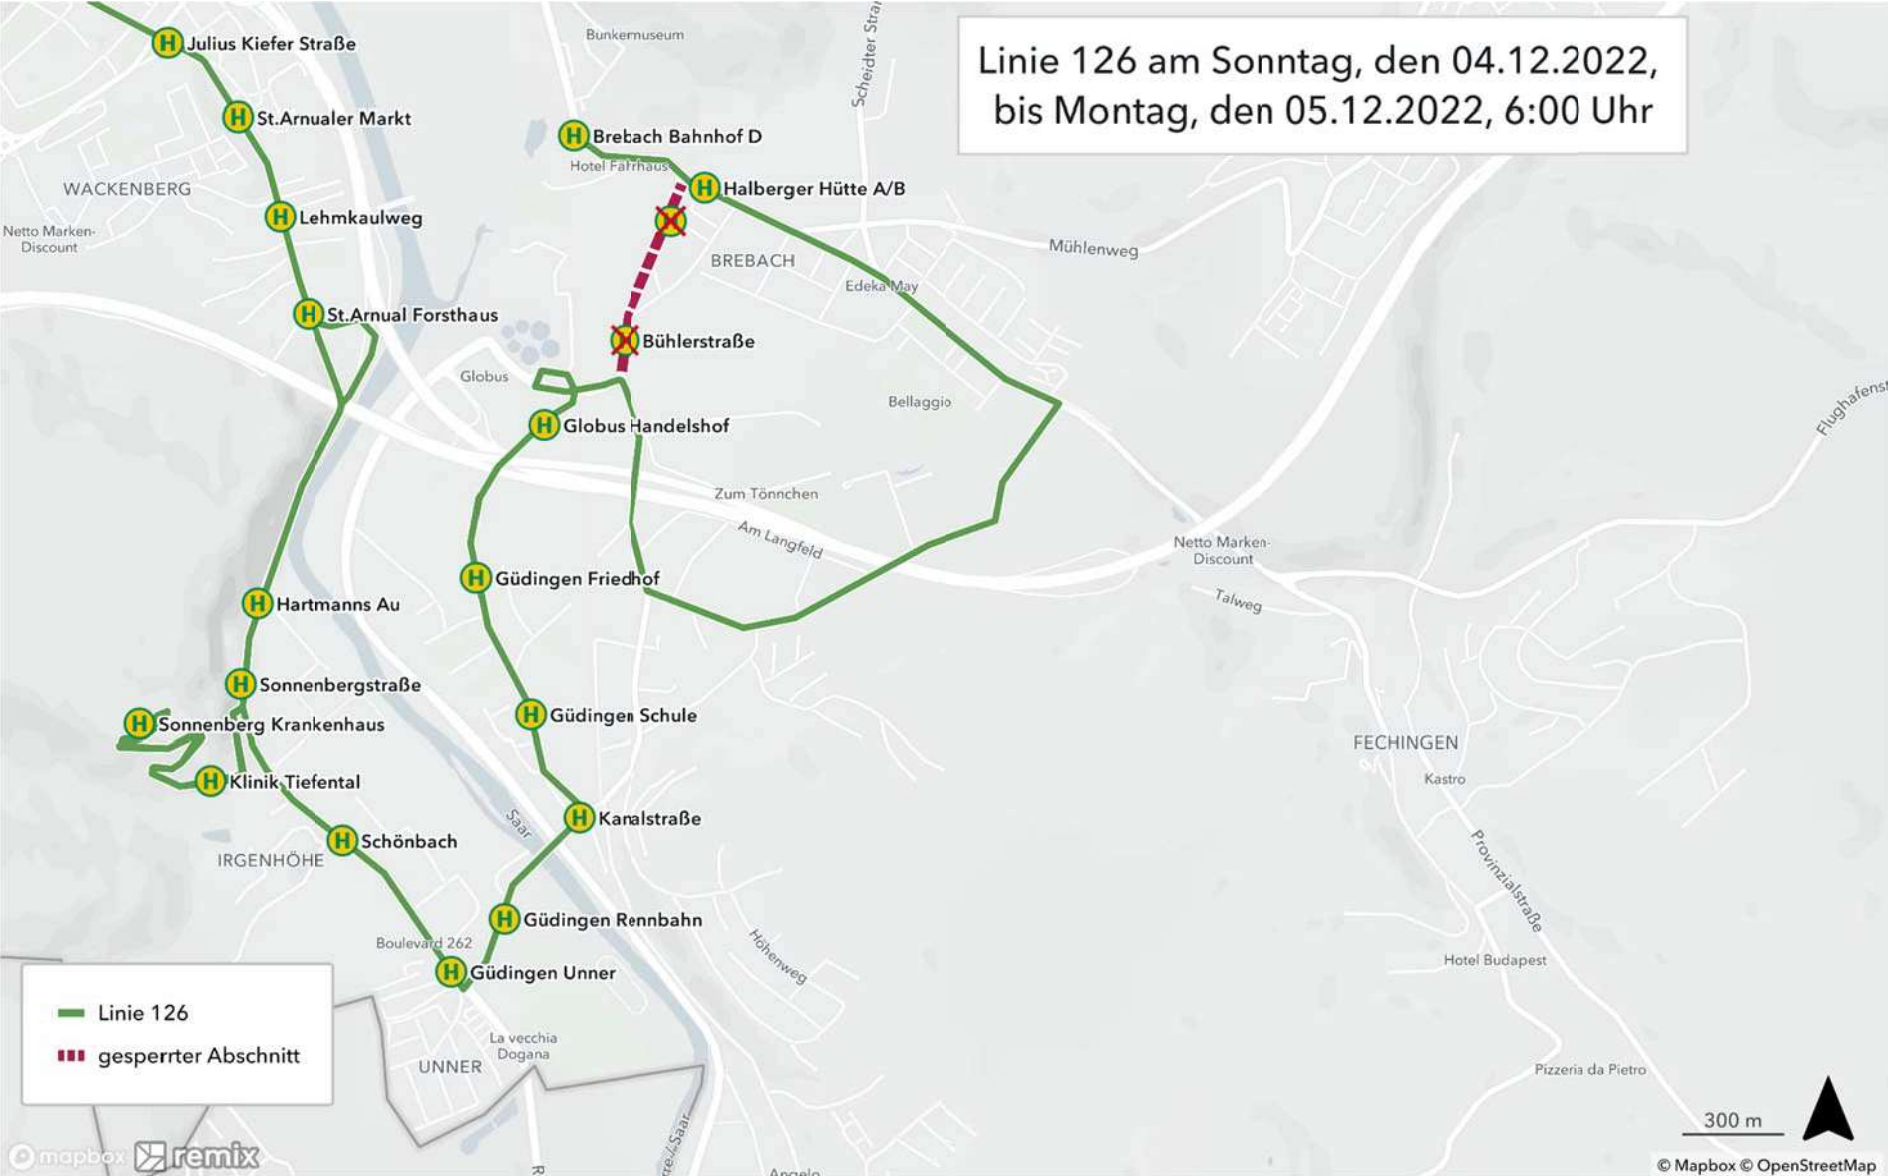 Linie 126 am Sonntag, den 04.12.2022,
bis Montag, den 05.12.2022, 6:00 Uhr
Julius Kiefer Straße
St.Arnualer Markt
Bunkermuseum
Scheidter Stra
Brebach Bahnhof D
Hotel Fährhaus
Halberger Hütte A/B
WACKENBERG
Lehmkaulweg
Netto Marken-
Discount
BREBACH
Mühlenweg
Edeka May
St.Arnual Forsthaus
Bühlerstraße
Globus
Globus Handelshof
Bellaggio
Flughafenst
Zum Tönnchen
Am Langfeld
Netto Marken-
Discount
Güdingen Friedhof
Hartmanns Au
Talweg
Sonnenbergstraße
Sonnenberg Krankenhaus
Güdingen Schule
FECHINGEN
Klinik Tiefental
Kastro
Saar
Kanalstraße
Schönbach
IRGENHÖHE
Provinzialstraße
Güdingen Rennbahn
Boulevard 262
Höhenweg
Hotel Budapest
Güdingen Unner
Linie 126
gesperrter Abschnitt
La vecchia
Dogana
UNNER
Pizzeria da Pietro
300 m
mapbox remix
© Mapbox © OpenStreetMap
Angelo